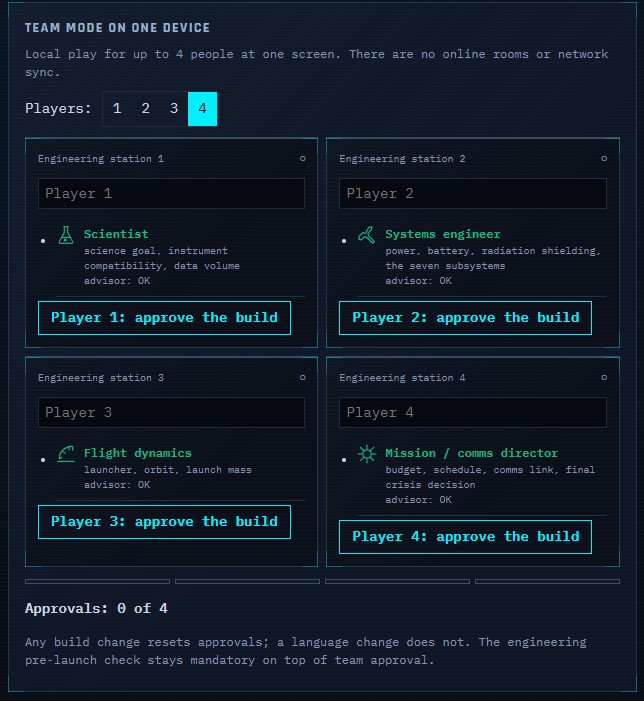 TEAM MODE ON ONE DEVICE
Local play for up to 4 people at one screen. There are no online rooms or network
sync.
Players: 1 2 3 4
Engineering station 1
Player 1
Scientist
science goal, instrument
compatibility, data volume
advisor: OK
Player 1: approve the build
Engineering station 2
Player 2
Systems engineer
power, battery, radiation shielding,
the seven subsystems
advisor: OK
Player 2: approve the build
Engineering station 3
Player 3
Flight dynamics
launcher, orbit, launch mass
advisor: OK
Player 3: approve the build
Engineering station 4
Player 4
Mission / comms director
budget, schedule, comms link, final
crisis decision
advisor: OK
Player 4: approve the build
Approvals: 0 of 4
Any build change resets approvals; a language change does not. The engineering
pre-launch check stays mandatory on top of team approval.